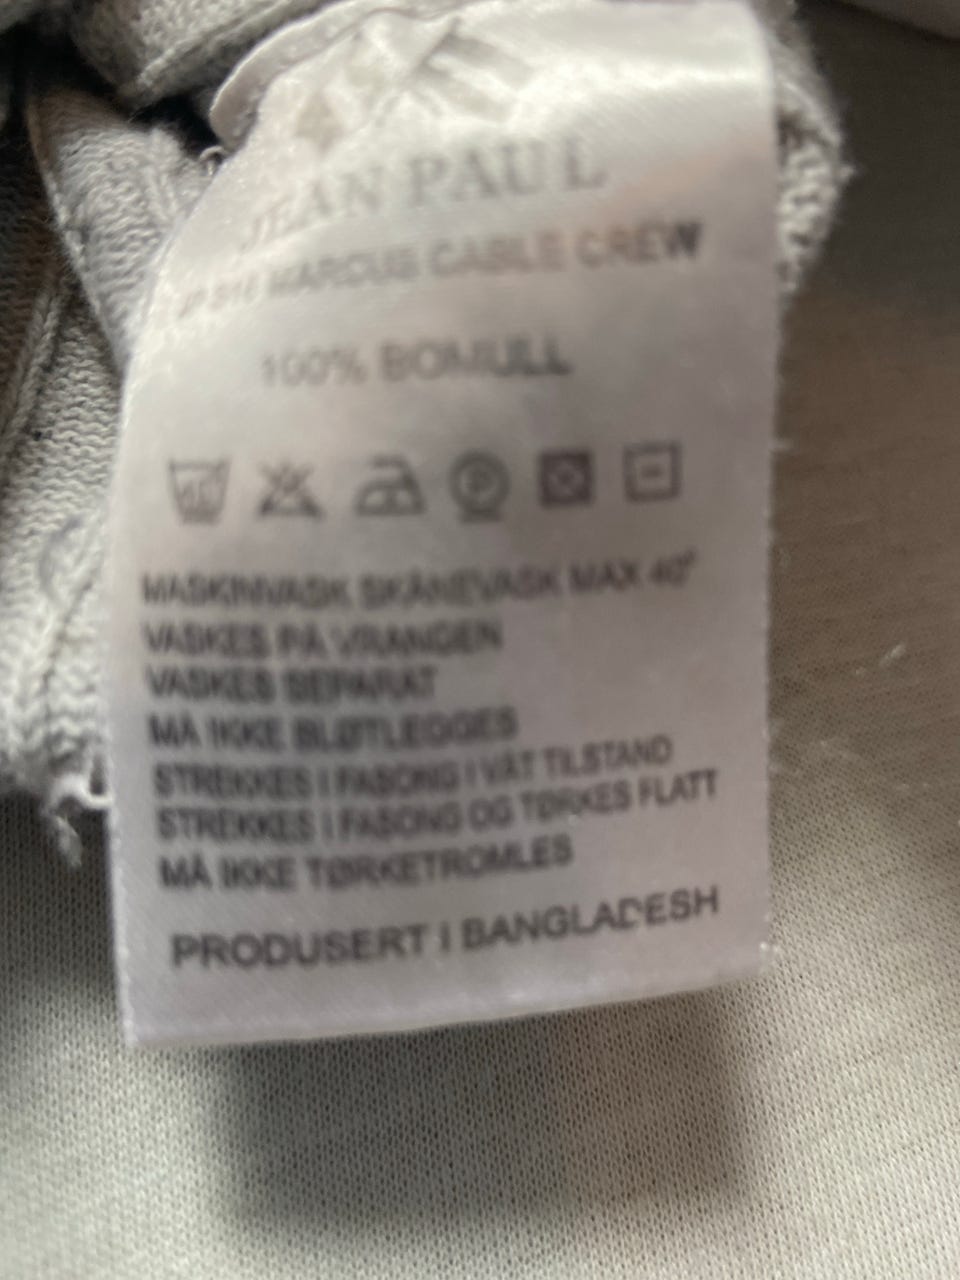 JEAN PAUL
MARCUS CABLE CREW
100% BOMULL
P
MASKINVASK SKÅNEVASK MAX 40°
VASKES PÅ VRANGEN
VASKES SEPARAT
MÅ IKKE BLØTLEGGES
STREKKES I FASONG I VÅT TILSTAND
STREKKES I FASONG OG TØRKES FLATT
MÅ IKKE TØRKETROMLES
PRODUSERT I BANGLADESH